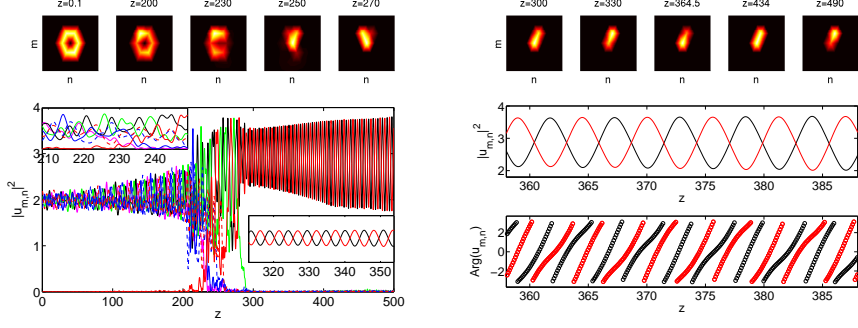 z=0.1 z=200 z=230 z=250 z=270
m
n n n n n
z=300 z=330 z=364.5 z=434 z=490
m
n n n n n
4
3
2
1
0
|u_{m,n}|^2
210 220 230 240
320 330 340 350
0 100 200 300 400 500
z
4
3
2
|u_{m,n}|^2
360 365 370 375 380 385
z
2
0
−2
Arg(u_{m,n})
360 365 370 375 380 385
z